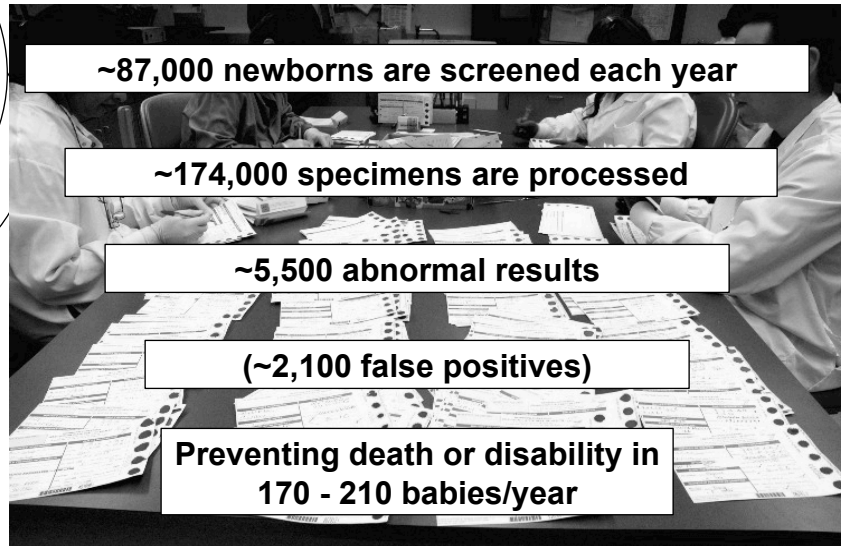 ~87,000 newborns are screened each year
~174,000 specimens are processed
~5,500 abnormal results
(~2,100 false positives)
Preventing death or disability in
170 - 210 babies/year